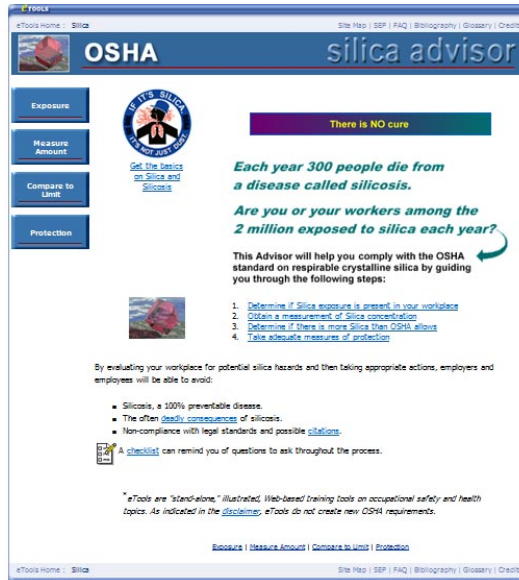 eTOOLS
eTools Home : Silica
Site Map | SEP | FAQ | Bibliography | Glossary | Credit
OSHA
silica advisor
Exposure
Measure
Amount
Compare to
Limit
Protection
IF IT'S SILICA,
IT'S NOT JUST DUST.
Get the basics
on Silica and
Silicosis
There is NO cure
Each year 300 people die from
a disease called silicosis.
Are you or your workers among the
2 million exposed to silica each year?
This Advisor will help you comply with the OSHA
standard on respirable crystalline silica by guiding
you through the following steps:
1. Determine if Silica exposure is present in your workplace
2. Obtain a measurement of Silica concentration
3. Determine if there is more Silica than OSHA allows
4. Take adequate measures of protection
By evaluating your workplace for potential silica hazards and then taking appropriate actions, employers and
employees will be able to avoid:
Silicosis, a 100% preventable disease.
The often deadly consequences of silicosis.
Non-compliance with legal standards and possible citations.
A checklist can remind you of questions to ask throughout the process.
*eTools are "stand-alone," illustrated, Web-based training tools on occupational safety and health
topics. As indicated in the disclaimer, eTools do not create new OSHA requirements.
Exposure | Measure Amount | Compare to Limit | Protection
eTools Home : Silica
Site Map | SEP | FAQ | Bibliography | Glossary | Credit